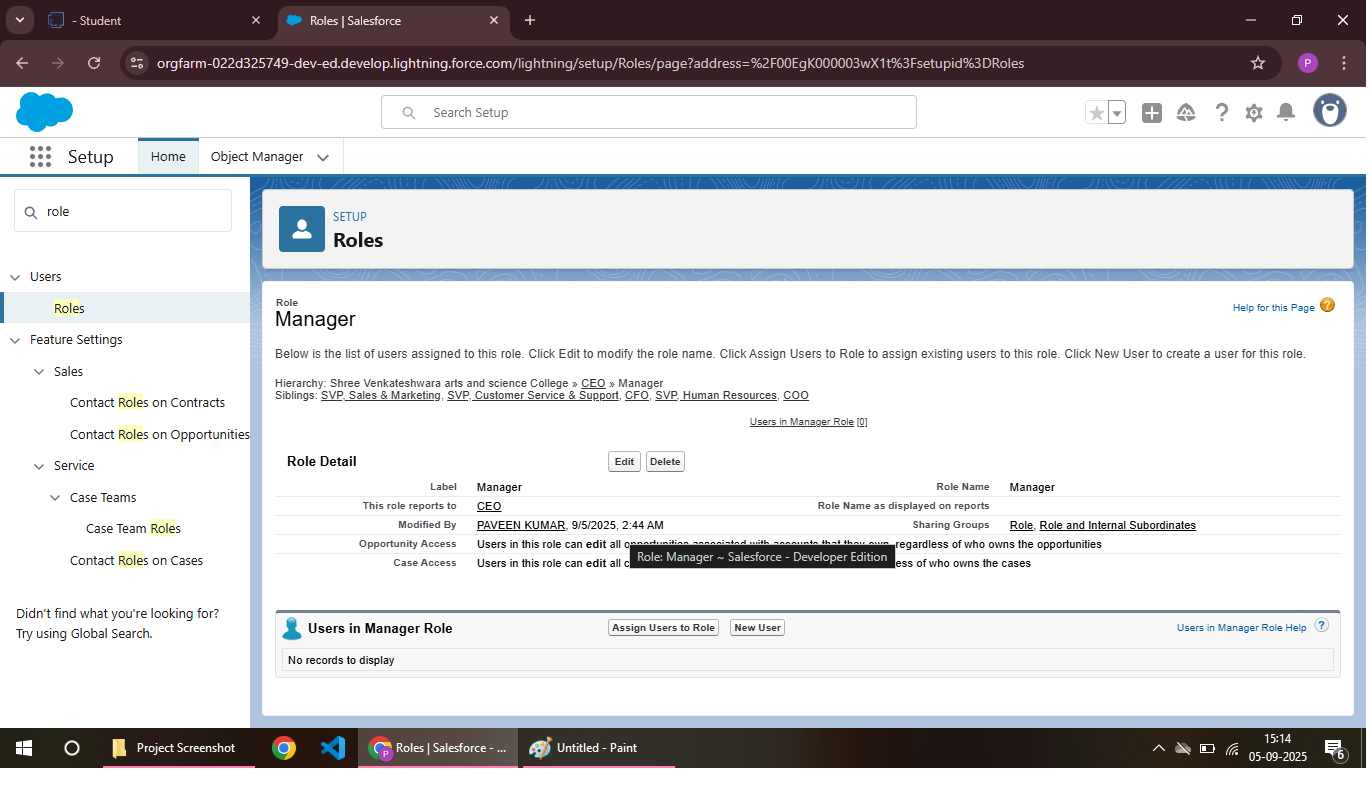 - Student
Roles | Salesforce
orgfarm-022d325749-dev-ed.develop.lightning.force.com/lightning/setup/Roles/page?address=%2F00EgK000003wX1t%3Fsetupid%3DRoles
P
Search Setup
Setup
Home
Object Manager
role
Users
Roles
Feature Settings
Sales
Contact Roles on Contracts
Contact Roles on Opportunities
Service
Case Teams
Case Team Roles
Contact Roles on Cases
Didn't find what you're looking for?
Try using Global Search.
SETUP
Roles
Role
Manager
Help for this Page ?
Below is the list of users assigned to this role. Click Edit to modify the role name. Click Assign Users to Role to assign existing users to this role. Click New User to create a user for this role.
Hierarchy: Shree Venkateshwara arts and science College » CEO » Manager
Siblings: SVP, Sales & Marketing, SVP, Customer Service & Support, CFO, SVP, Human Resources, COO
Users in Manager Role [0]
Role Detail Edit Delete
Label Manager Role Name Manager
This role reports to CEO Role Name as displayed on reports
Modified By PAVEEN KUMAR, 9/5/2025, 2:44 AM Sharing Groups Role, Role and Internal Subordinates
Opportunity Access Users in this role can edit all opportunities associated with accounts that they own, regardless of who owns the opportunities
Role: Manager ~ Salesforce - Developer Edition
Case Access Users in this role can edit all c ess of who owns the cases
Users in Manager Role Assign Users to Role New User Users in Manager Role Help ?
No records to display
Project Screenshot
P
Roles | Salesforce - ...
Untitled - Paint
15:14
05-09-2025
6